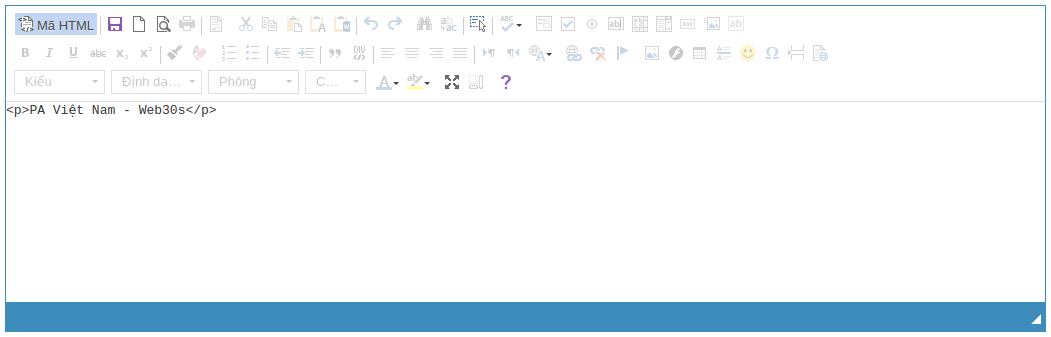 Mã HTML
Kiểu
Định dạ...
Phông
C...
<p>PA Việt Nam - Web30s</p>